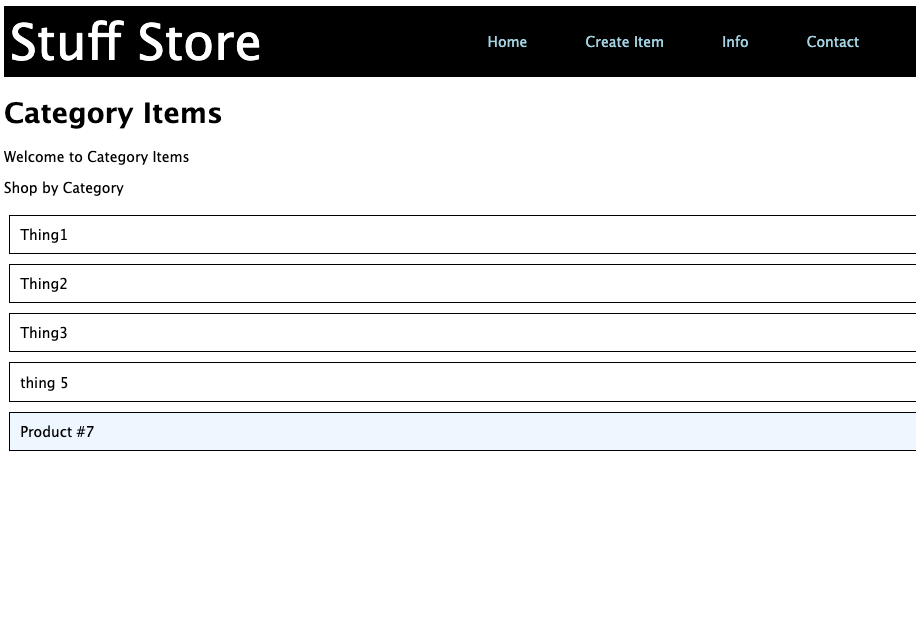 Stuff Store
Home Create Item Info Contact
Category Items
Welcome to Category Items
Shop by Category
Thing1
Thing2
Thing3
thing 5
Product #7